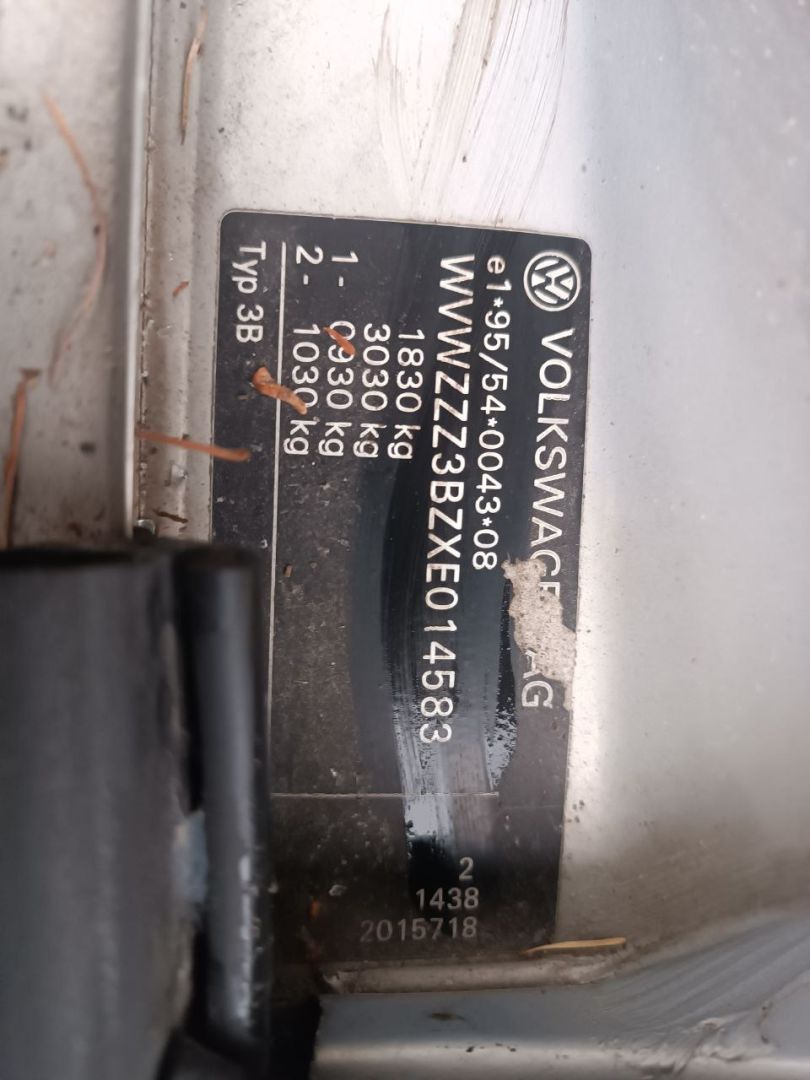 VOLKSWAGEN AG
e1*95/54*0043*08
WVWZZZ3BZXE014583
1830 kg
3030 kg
1 - 0930 kg
2 - 1030 kg
Typ 3B
2
1438
2015718